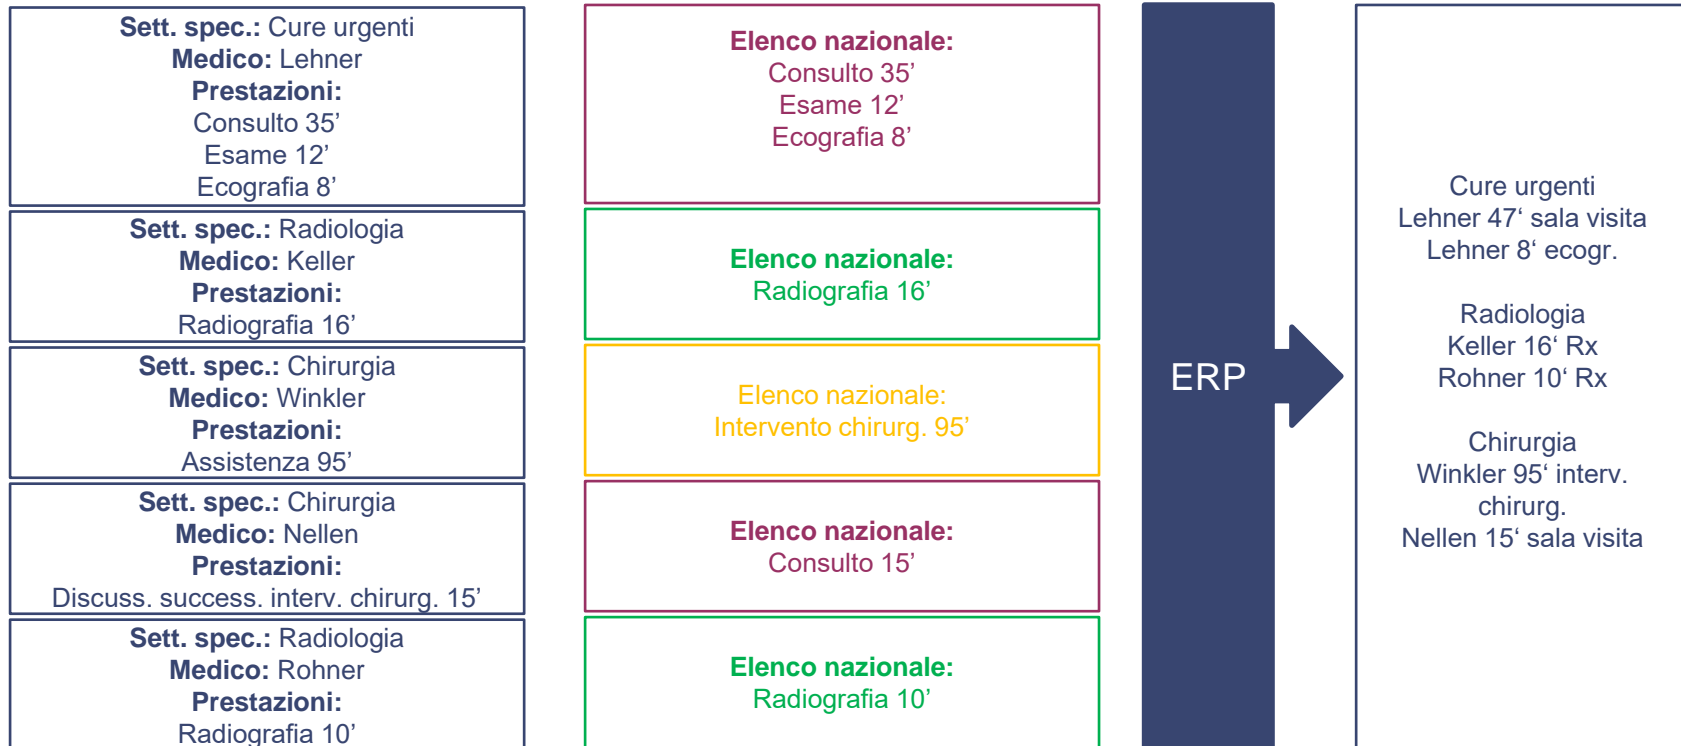 Sett. spec.: Cure urgenti
Medico: Lehner
Prestazioni:
Consulto 35’
Esame 12’
Ecografia 8’
Sett. spec.: Radiologia
Medico: Keller
Prestazioni:
Radiografia 16’
Sett. spec.: Chirurgia
Medico: Winkler
Prestazioni:
Assistenza 95’
Sett. spec.: Chirurgia
Medico: Nellen
Prestazioni:
Discuss. success. interv. chirurg. 15’
Sett. spec.: Radiologia
Medico: Rohner
Prestazioni:
Radiografia 10’
Elenco nazionale:
Consulto 35’
Esame 12’
Ecografia 8’
Elenco nazionale:
Radiografia 16’
Elenco nazionale:
Intervento chirurg. 95’
Elenco nazionale:
Consulto 15’
Elenco nazionale:
Radiografia 10’
ERP
Cure urgenti
Lehner 47‘ sala visita
Lehner 8‘ ecogr.
Radiologia
Keller 16‘ Rx
Rohner 10‘ Rx
Chirurgia
Winkler 95‘ interv.
chirurg.
Nellen 15‘ sala visita